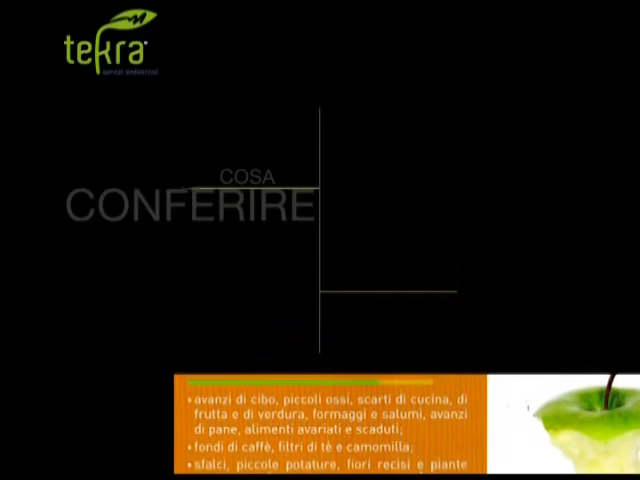 tekra
servizi ambientali
COSA
CONFERIRE
• avanzi di cibo, piccoli ossi, scarti di cucina, di
frutta e di verdura, formaggi e salumi, avanzi
di pane, alimenti avariati e scaduti;
• fondi di caffè, filtri di tè e camomilla;
• sfalci, piccole potature, fiori recisi e piante